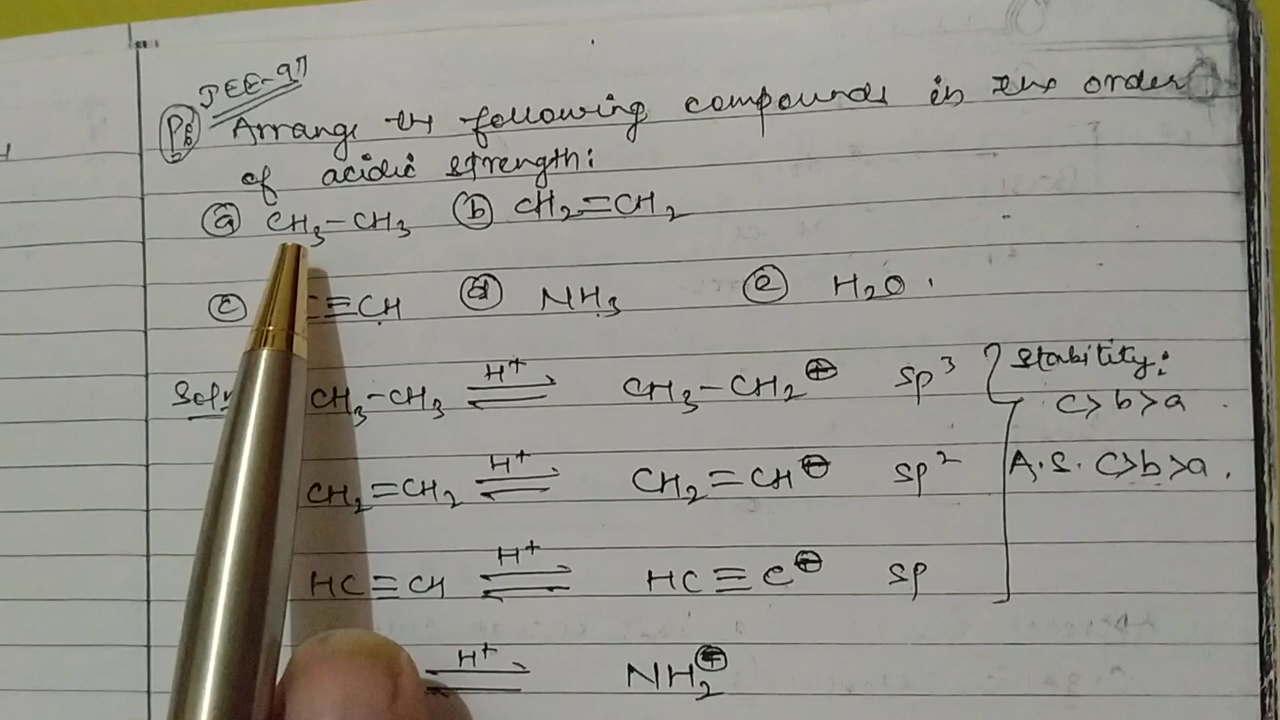 JEE-97
Arrange the following compounds in the order
of acidic strength:
(a) CH₃–CH₃ (b) CH₂=CH₂
(c) C≡CH (d) NH₃ (e) H₂O.
Soln CH₃–CH₃ ⇌ H⁺ CH₃–CH₂⊕ sp³ Stability:
C>b>a
CH₂=CH₂ ⇌ H⁺ CH₂=CH⊖ sp² A.S. C>b>a.
HC≡CH ⇌ H⁺ HC≡C⊖ sp
⇌ H⁺ NH₂⊕